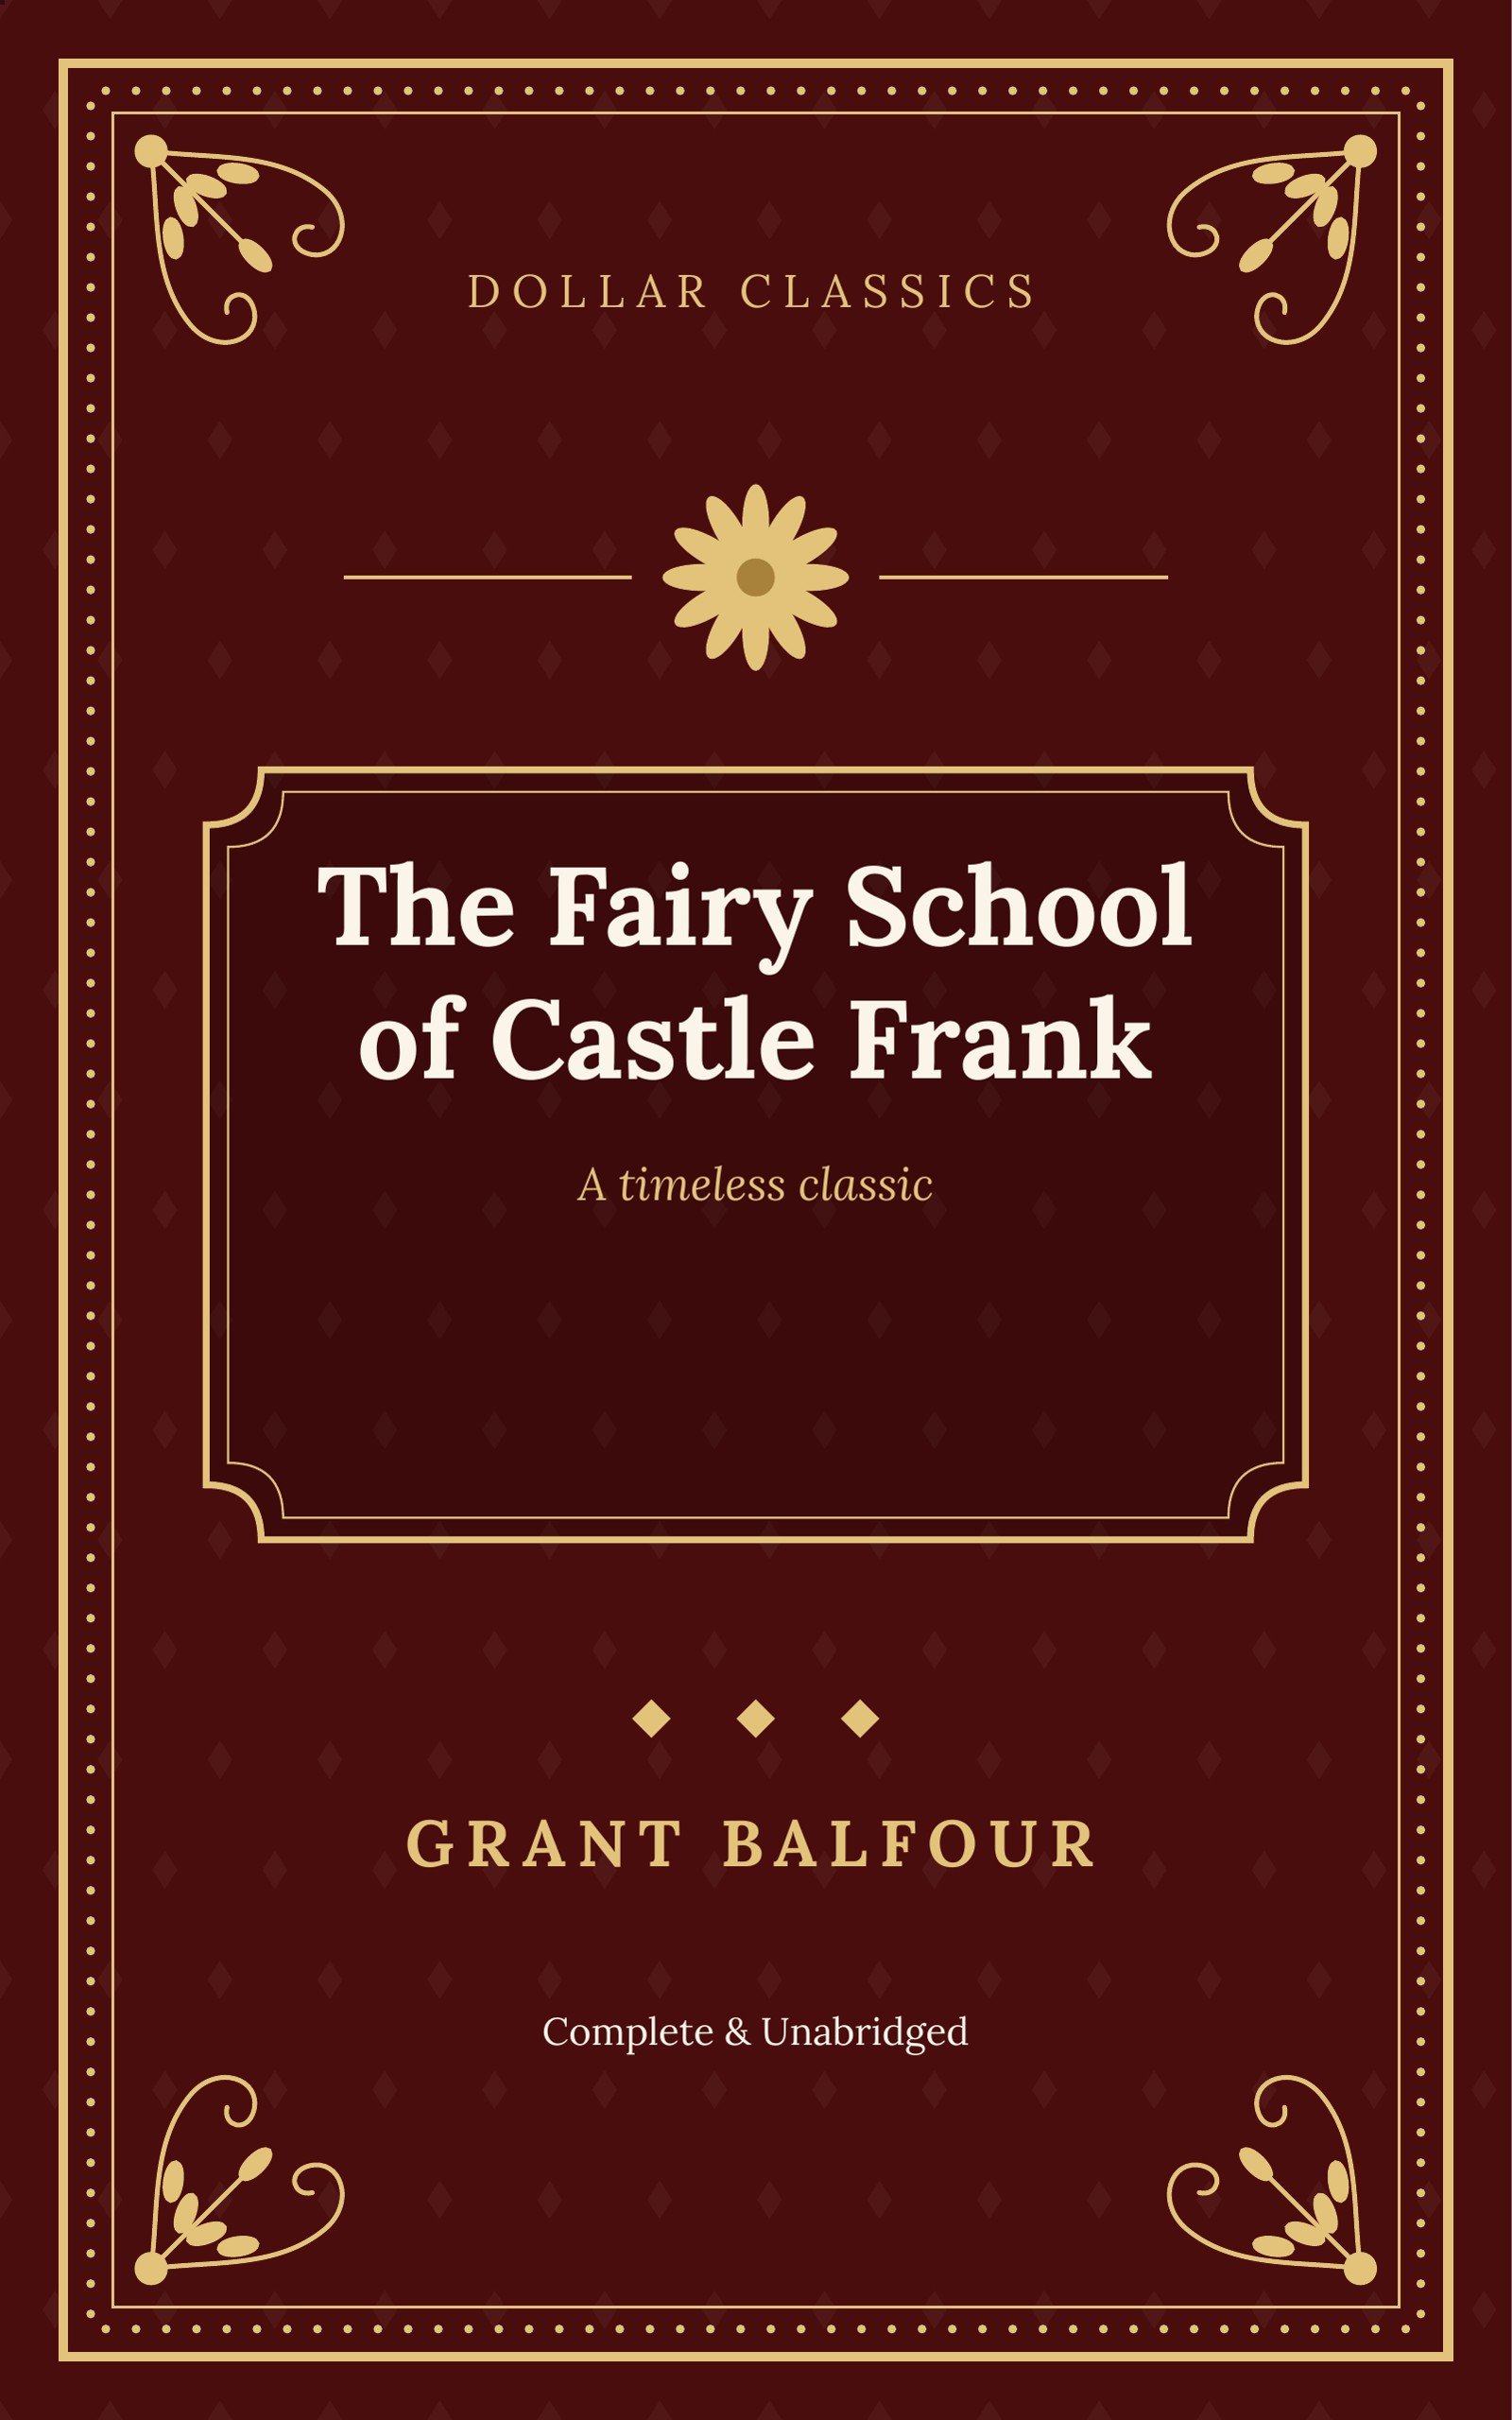 DOLLAR CLASSICS
The Fairy School
of Castle Frank
A timeless classic
GRANT BALFOUR
Complete & Unabridged